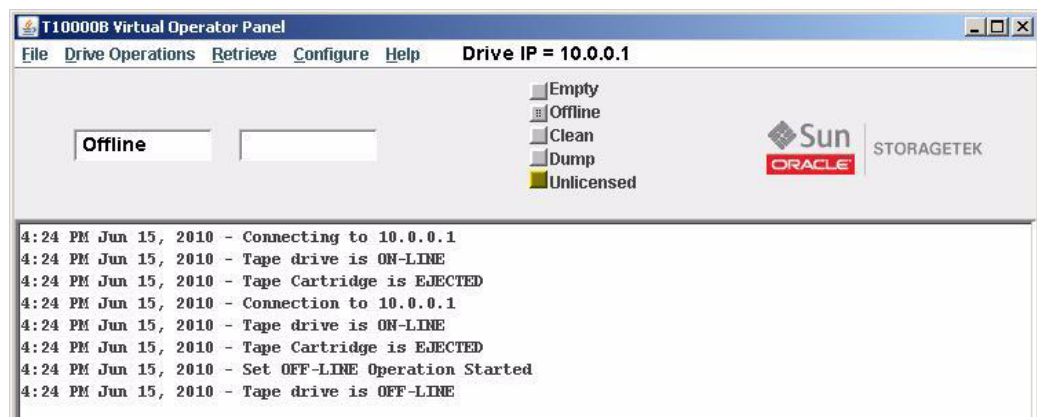 T10000B Virtual Operator Panel
File Drive Operations Retrieve Configure Help Drive IP = 10.0.0.1
Empty
Offline
Clean
Dump
Unlicensed
Offline
Sun
ORACLE
STORAGETEK
4:24 PM Jun 15, 2010 - Connecting to 10.0.0.1
4:24 PM Jun 15, 2010 - Tape drive is ON-LINE
4:24 PM Jun 15, 2010 - Tape Cartridge is EJECTED
4:24 PM Jun 15, 2010 - Connection to 10.0.0.1
4:24 PM Jun 15, 2010 - Tape drive is ON-LINE
4:24 PM Jun 15, 2010 - Tape Cartridge is EJECTED
4:24 PM Jun 15, 2010 - Set OFF-LINE Operation Started
4:24 PM Jun 15, 2010 - Tape drive is OFF-LINE